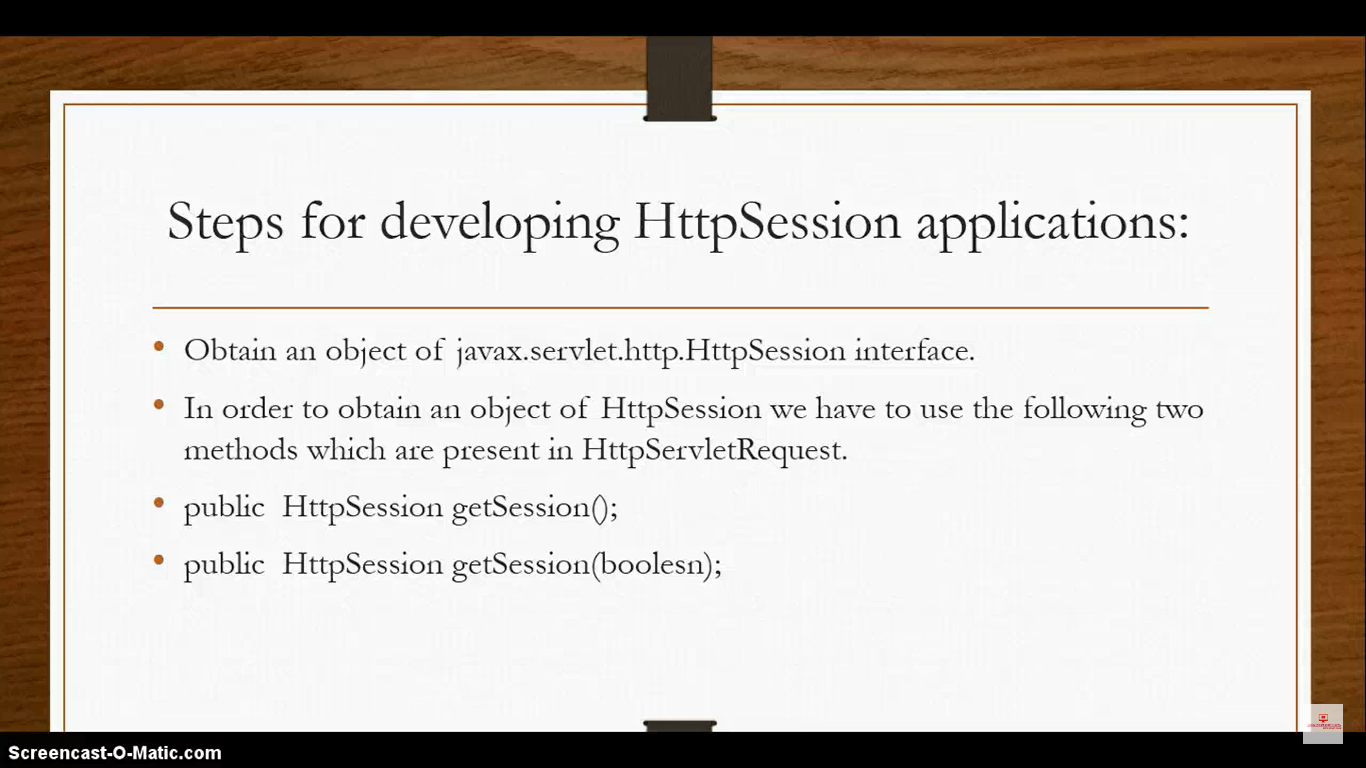 Steps for developing HttpSession applications:
• Obtain an object of javax.servlet.http.HttpSession interface.
• In order to obtain an object of HttpSession we have to use the following two
methods which are present in HttpServletRequest.
• public  HttpSession getSession();
• public  HttpSession getSession(boolesn);
Screencast-O-Matic.com